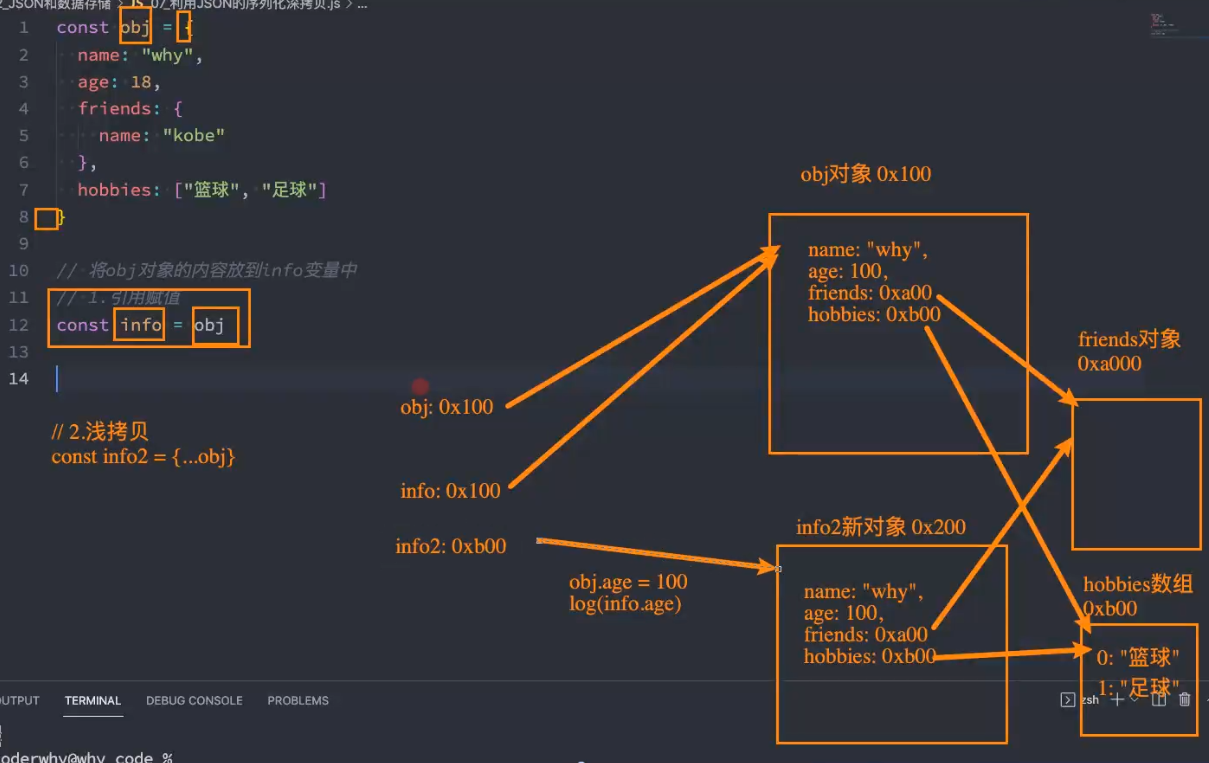 JSON和数据存储 > JS 07_利用JSON的序列化深拷贝.js > ...
1 const obj = {
2 name: "why",
3 age: 18,
4 friends: {
5 name: "kobe"
6 },
7 hobbies: ["篮球", "足球"]
8 }
9
10 // 将obj对象的内容放到info变量中
11 // 1.引用赋值
12 const info = obj
13
14
// 2.浅拷贝
const info2 = {...obj}
obj: 0x100
info: 0x100
info2: 0xb00
obj.age = 100
log(info.age)
obj对象 0x100
name: "why",
age: 100,
friends: 0xa00
hobbies: 0xb00
friends对象
0xa000
info2新对象 0x200
name: "why",
age: 100,
friends: 0xa00
hobbies: 0xb00
hobbies数组
0xb00
0: "篮球"
1: "足球"
OUTPUT TERMINAL DEBUG CONSOLE PROBLEMS
zsh
coderwhy@why code %